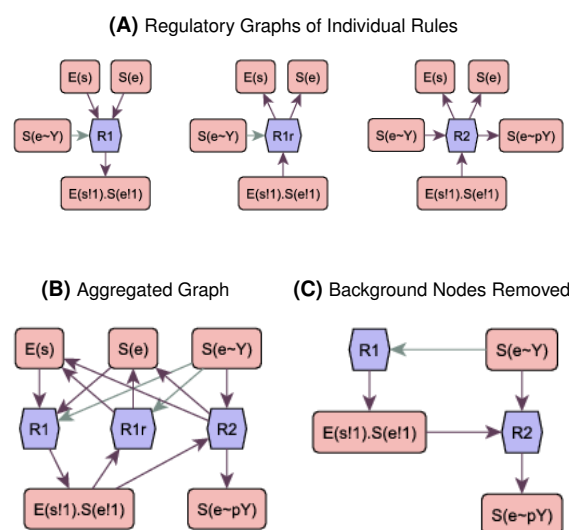 (A) Regulatory Graphs of Individual Rules
E(s) S(e) E(s) S(e) E(s) S(e)
S(e~Y) R1 S(e~Y) R1r S(e~Y) R2 S(e~pY)
E(s!1).S(e!1) E(s!1).S(e!1) E(s!1).S(e!1)
(B) Aggregated Graph
E(s) S(e) S(e~Y)
R1 R1r R2
E(s!1).S(e!1) S(e~pY)
(C) Background Nodes Removed
R1 S(e~Y)
E(s!1).S(e!1) R2
S(e~pY)